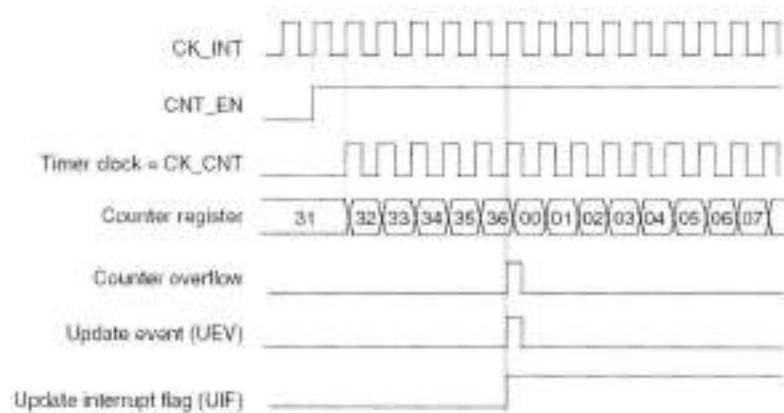 CK_INT
CNT_EN
Timer clock = CK_CNT
Counter register 31 32 33 34 35 36 00 01 02 03 04 05 06 07
Counter overflow
Update event (UEV)
Update interrupt flag (UIF)